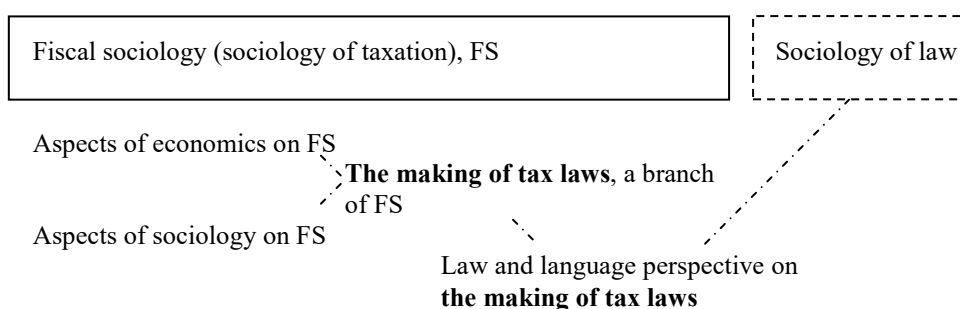 Fiscal sociology (sociology of taxation), FS
Sociology of law
Aspects of economics on FS
The making of tax laws, a branch
of FS
Aspects of sociology on FS
Law and language perspective on
the making of tax laws